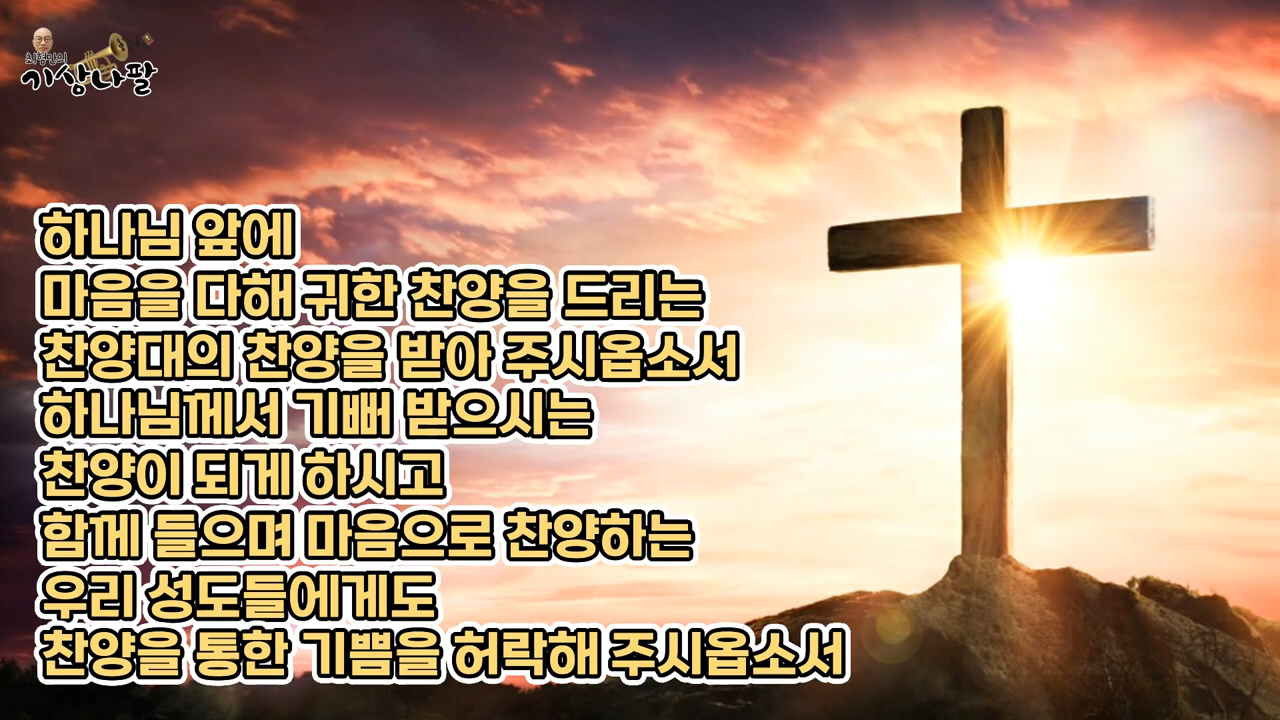 최형만의
기상나팔
하나님 앞에
마음을 다해 귀한 찬양을 드리는
찬양대의 찬양을 받아 주시옵소서
하나님께서 기뻐 받으시는
찬양이 되게 하시고
함께 들으며 마음으로 찬양하는
우리 성도들에게도
찬양을 통한 기쁨을 허락해 주시옵소서